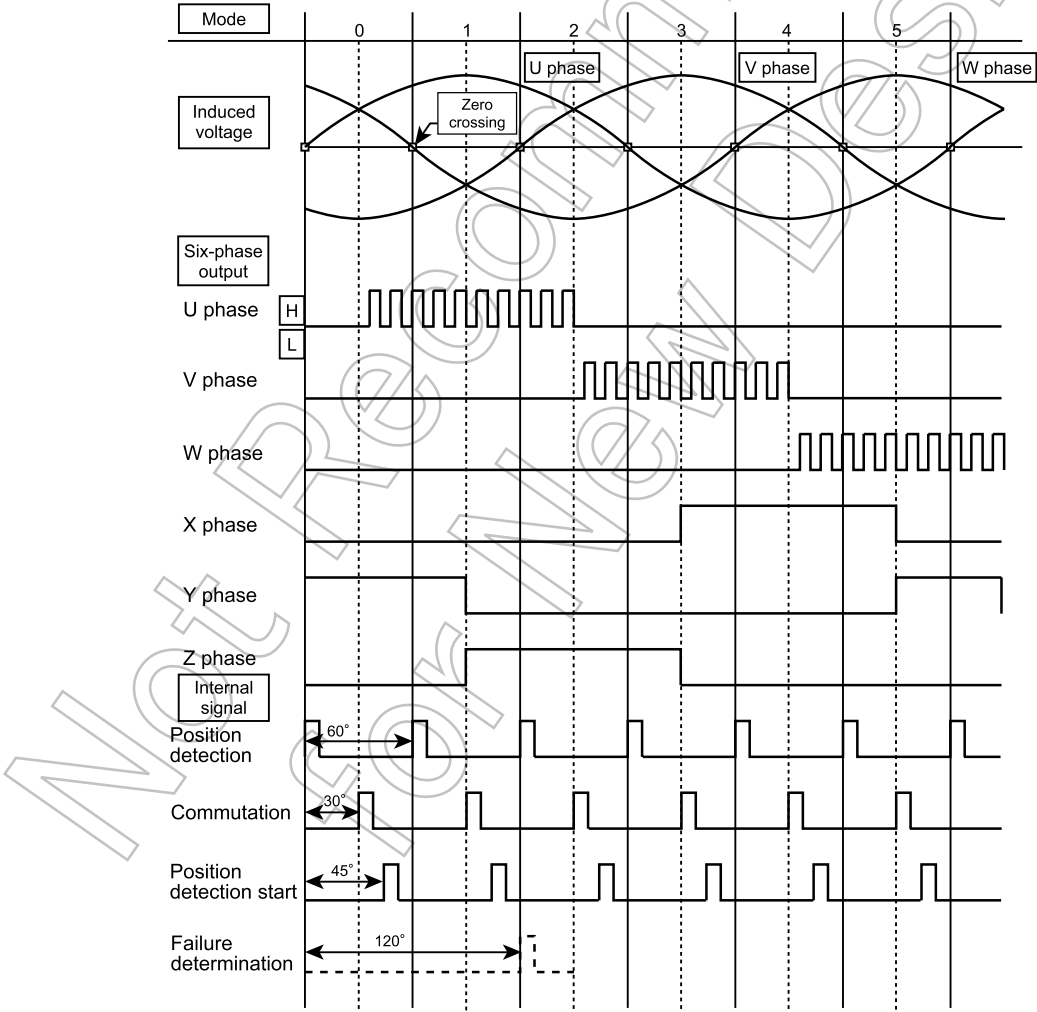 Mode
0 1 2 3 4 5
U phase V phase W phase
Induced
voltage
Zero
crossing
Six-phase
output
U phase H
L
V phase
W phase
X phase
Y phase
Z phase
Internal
signal
Position
detection
60°
Commutation
30°
Position
detection start
45°
Failure
determination
120°
Not Recomm
for New Des